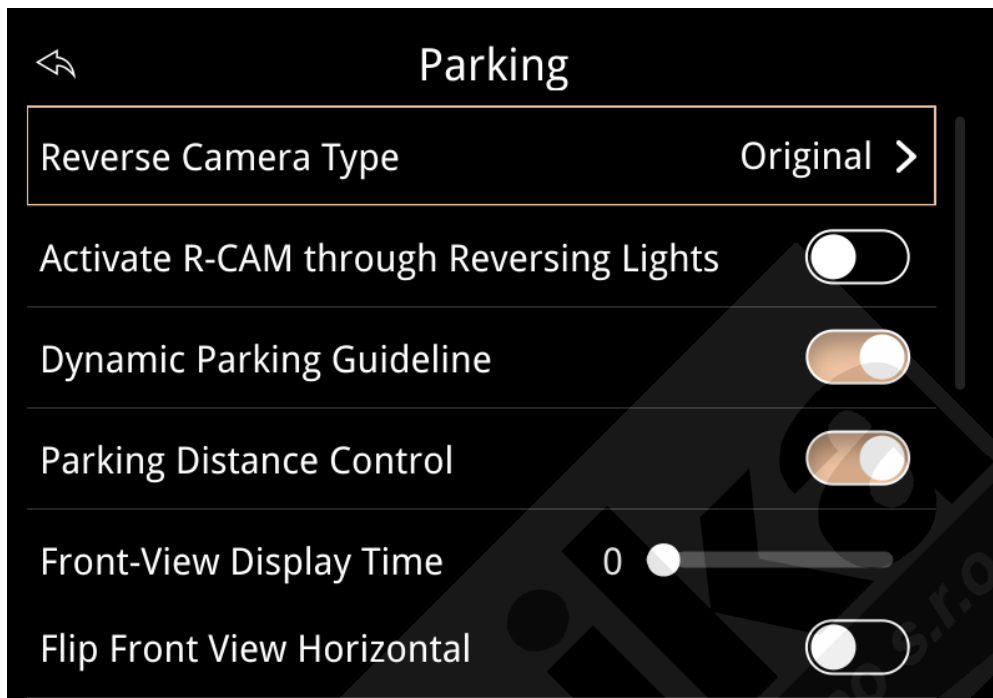 Parking
Reverse Camera Type Original
Activate R-CAM through Reversing Lights
Dynamic Parking Guideline
Parking Distance Control
Front-View Display Time 0
Flip Front View Horizontal
s.r.o